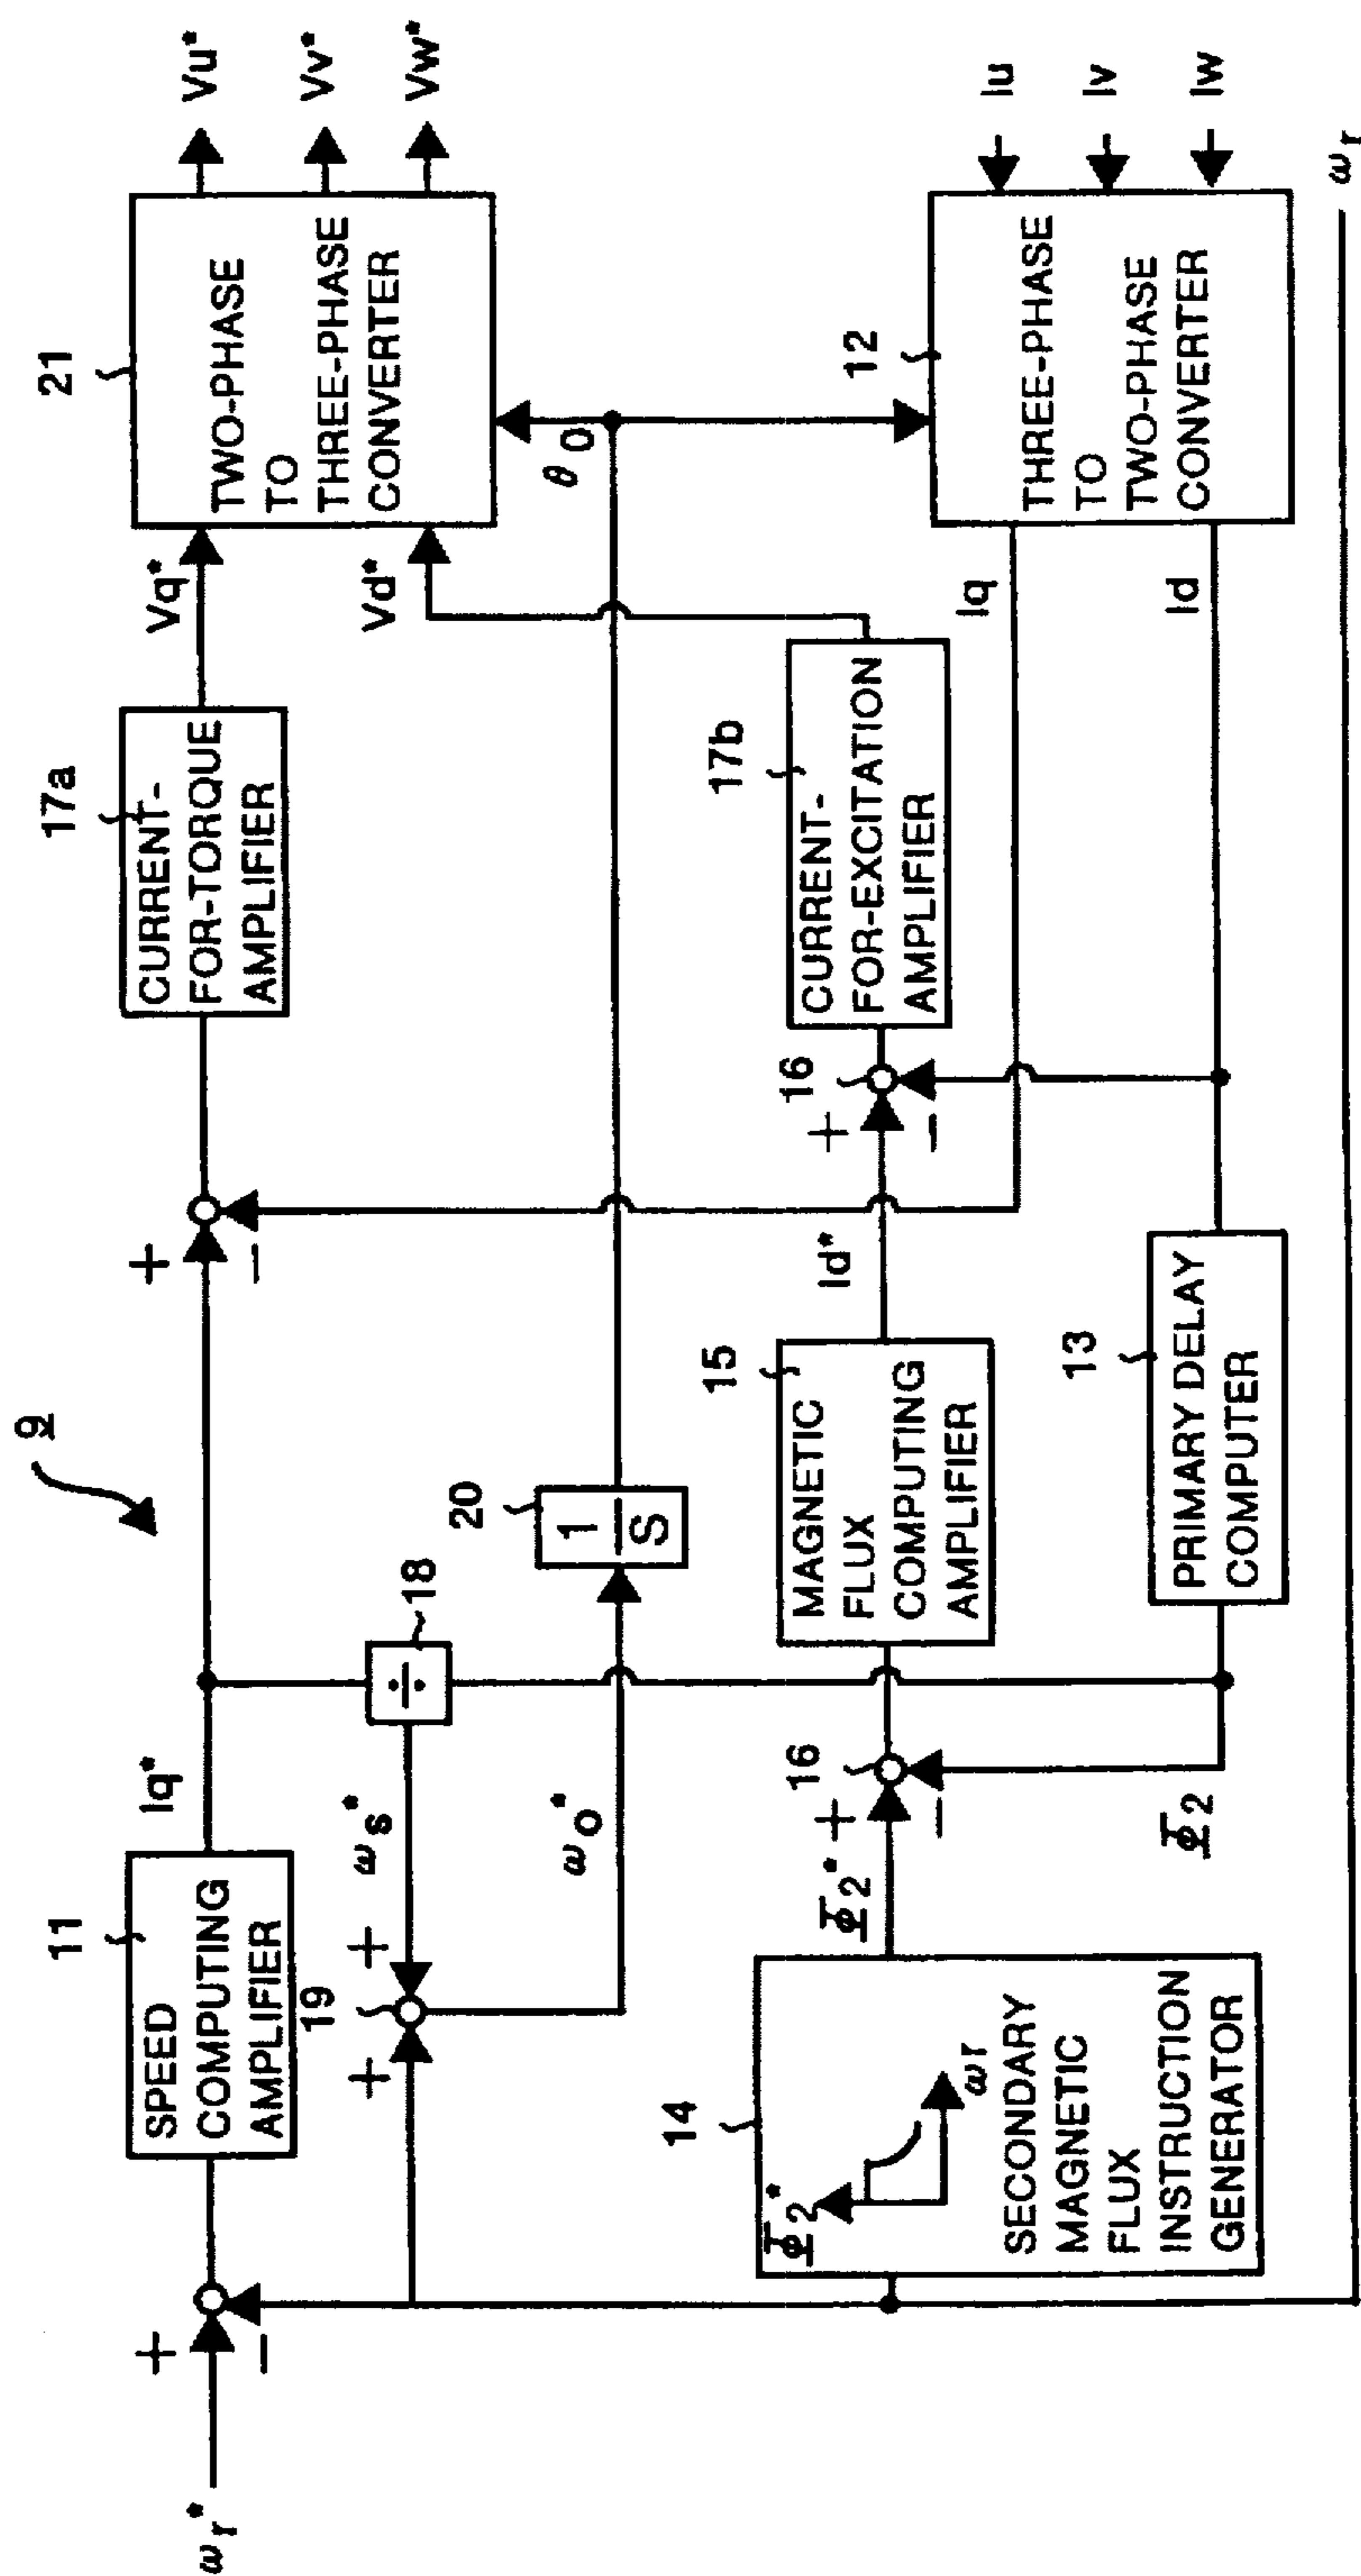 9
ωr*
+
−
11
SPEED
COMPUTING
AMPLIFIER
Iq*
+
−
17a
CURRENT-
FOR-TORQUE
AMPLIFIER
Vq*
21
TWO-PHASE
TO
THREE-PHASE
CONVERTER
Vu*
Vv*
Vw*
19
+
+
ωs*
÷
18
ωo*
20
1
S
θ0
Vd*
14
Φ2*
ωr
SECONDARY
MAGNETIC
FLUX
INSTRUCTION
GENERATOR
Φ2*
+
−
16
Φ2
15
MAGNETIC
FLUX
COMPUTING
AMPLIFIER
Id*
+
−
16
17b
CURRENT-
FOR-EXCITATION
AMPLIFIER
13
PRIMARY DELAY
COMPUTER
Iq
Id
12
THREE-PHASE
TO
TWO-PHASE
CONVERTER
Iu
Iv
Iw
ωr